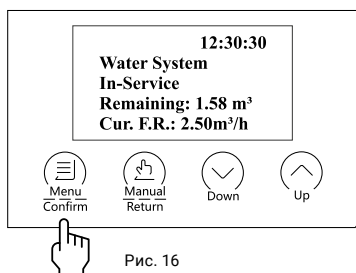 12:30:30
Water System
In-Service
Remaining: 1.58 m³
Cur. F.R.: 2.50m³/h
Menu
Confirm
Manual
Return
Down
Up
Рис. 16